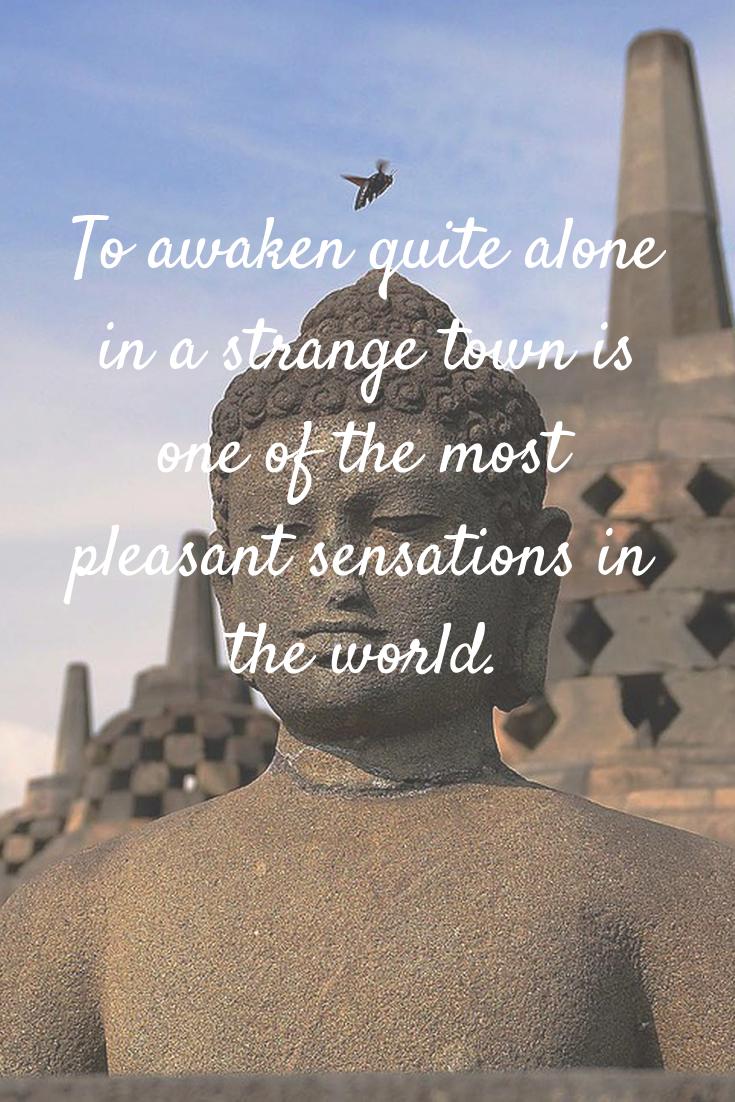 To awaken quite alone
in a strange town is
one of the most
pleasant sensations in
the world.